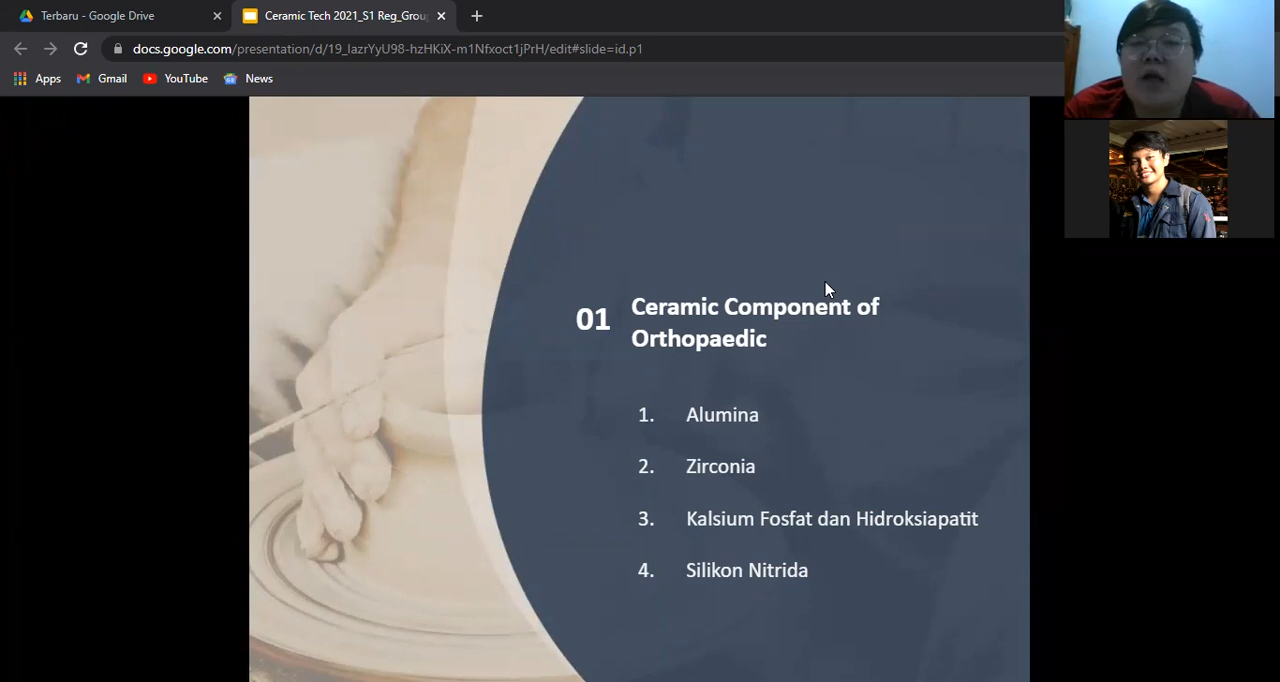 Terbaru - Google Drive
Ceramic Tech 2021_S1 Reg_Grou
docs.google.com/presentation/d/19_lazrYyU98-hzHKiX-m1Nfxoct1jPrH/edit#slide=id.p1
Apps Gmail YouTube News
01 Ceramic Component of
Orthopaedic
1. Alumina
2. Zirconia
3. Kalsium Fosfat dan Hidroksiapatit
4. Silikon Nitrida